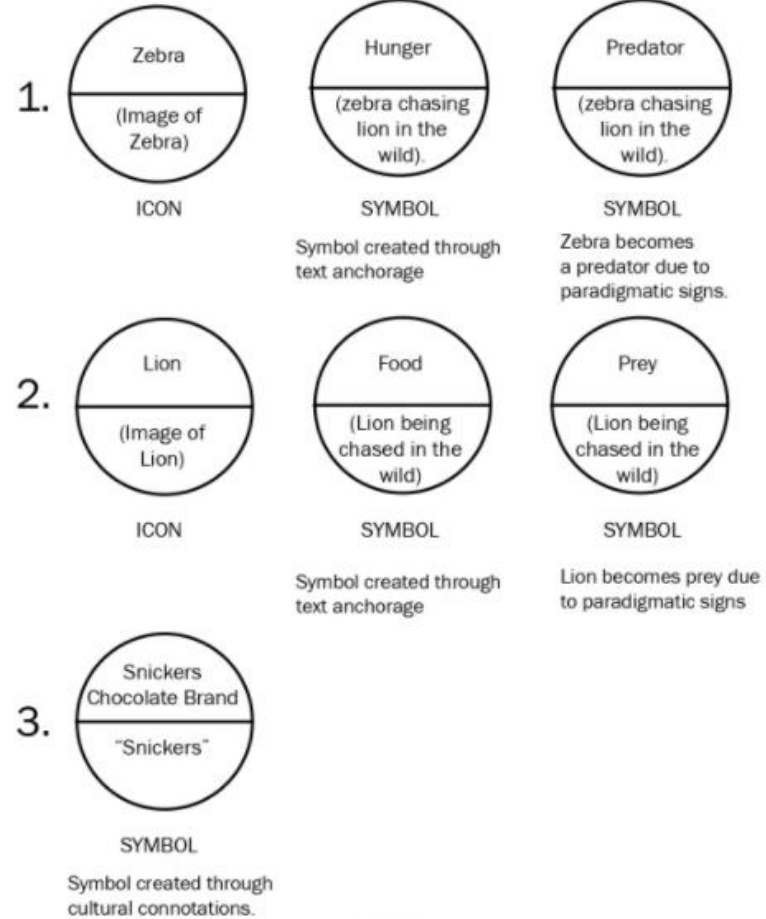 1.
Zebra
(Image of
Zebra)
ICON
Hunger
(zebra chasing
lion in the
wild).
SYMBOL
Symbol created through
text anchorage
Predator
(zebra chasing
lion in the
wild).
SYMBOL
Zebra becomes
a predator due to
paradigmatic signs.
2.
Lion
(Image of
Lion)
ICON
Food
(Lion being
chased in the
wild)
SYMBOL
Symbol created through
text anchorage
Prey
(Lion being
chased in the
wild)
SYMBOL
Lion becomes prey due
to paradigmatic signs
3.
Snickers
Chocolate Brand
"Snickers"
SYMBOL
Symbol created through
cultural connotations.